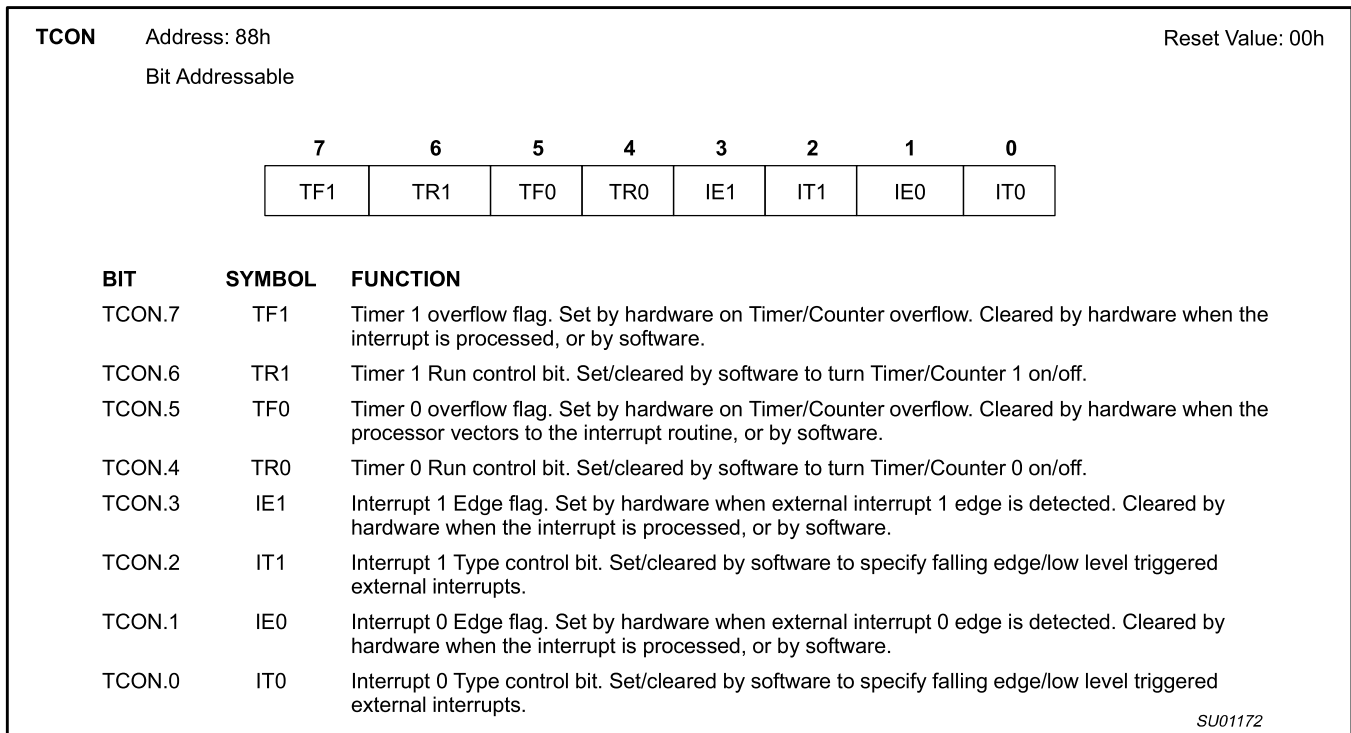 TCON Address: 88h Reset Value: 00h
Bit Addressable
7 6 5 4 3 2 1 0
TF1 TR1 TF0 TR0 IE1 IT1 IE0 IT0
BIT SYMBOL FUNCTION
TCON.7 TF1 Timer 1 overflow flag. Set by hardware on Timer/Counter overflow. Cleared by hardware when the
interrupt is processed, or by software.
TCON.6 TR1 Timer 1 Run control bit. Set/cleared by software to turn Timer/Counter 1 on/off.
TCON.5 TF0 Timer 0 overflow flag. Set by hardware on Timer/Counter overflow. Cleared by hardware when the
processor vectors to the interrupt routine, or by software.
TCON.4 TR0 Timer 0 Run control bit. Set/cleared by software to turn Timer/Counter 0 on/off.
TCON.3 IE1 Interrupt 1 Edge flag. Set by hardware when external interrupt 1 edge is detected. Cleared by
hardware when the interrupt is processed, or by software.
TCON.2 IT1 Interrupt 1 Type control bit. Set/cleared by software to specify falling edge/low level triggered
external interrupts.
TCON.1 IE0 Interrupt 0 Edge flag. Set by hardware when external interrupt 0 edge is detected. Cleared by
hardware when the interrupt is processed, or by software.
TCON.0 IT0 Interrupt 0 Type control bit. Set/cleared by software to specify falling edge/low level triggered
external interrupts.
SU01172